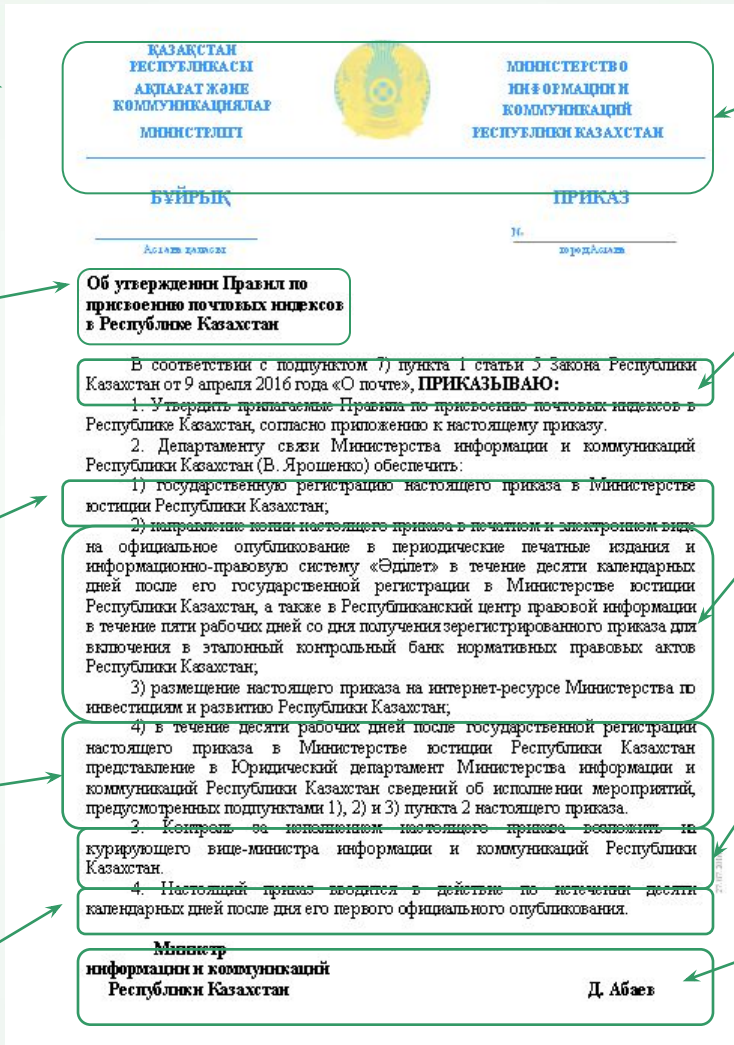 ҚАЗАҚСТАН
РЕСПУБЛИКАСЫ
АҚПАРАТ ЖӘНЕ
КОММУНИКАЦИЯЛАР
МИНИСТРЛІГІ
МИНИСТЕРСТВО
ИНФОРМАЦИИ И
КОММУНИКАЦИЙ
РЕСПУБЛИКИ КАЗАХСТАН
БҰЙРЫҚ
ПРИКАЗ
№
Астана қаласы
город Астана
Об утверждении Правил по
присвоению почтовых индексов
в Республике Казахстан
В соответствии с подпунктом 7) пункта 1 статьи 5 Закона Республики
Казахстан от 9 апреля 2016 года «О почте», ПРИКАЗЫВАЮ:
1. Утвердить прилагаемые Правила по присвоению почтовых индексов в
Республике Казахстан, согласно приложению к настоящему приказу.
2. Департаменту связи Министерства информации и коммуникаций
Республики Казахстан (В. Ярошенко) обеспечить:
1) государственную регистрацию настоящего приказа в Министерстве
юстиции Республики Казахстан;
2) направление копии настоящего приказа в печатном и электронном виде
на официальное опубликование в периодические печатные издания и
информационно-правовую систему «Әділет» в течение десяти календарных
дней после его государственной регистрации в Министерстве юстиции
Республики Казахстан, а также в Республиканский центр правовой информации
в течение пяти рабочих дней со дня получения зерегистрированного приказа для
включения в эталонный контрольный банк нормативных правовых актов
Республики Казахстан;
3) размещение настоящего приказа на интернет-ресурсе Министерства по
инвестициям и развитию Республики Казахстан;
4) в течение десяти рабочих дней после государственной регистрации
настоящего приказа в Министерстве юстиции Республики Казахстан
представление в Юридический департамент Министерства информации и
коммуникаций Республики Казахстан сведений об исполнении мероприятий,
предусмотренных подпунктами 1), 2) и 3) пункта 2 настоящего приказа.
3. Контроль за исполнением настоящего приказа возложить на
курирующего вице-министра информации и коммуникаций Республики
Казахстан.
4. Настоящий приказ вводится в действие по истечении десяти
календарных дней после дня его первого официального опубликования.
Министр
информации и коммуникаций
Республики Казахстан
Д. Абаев